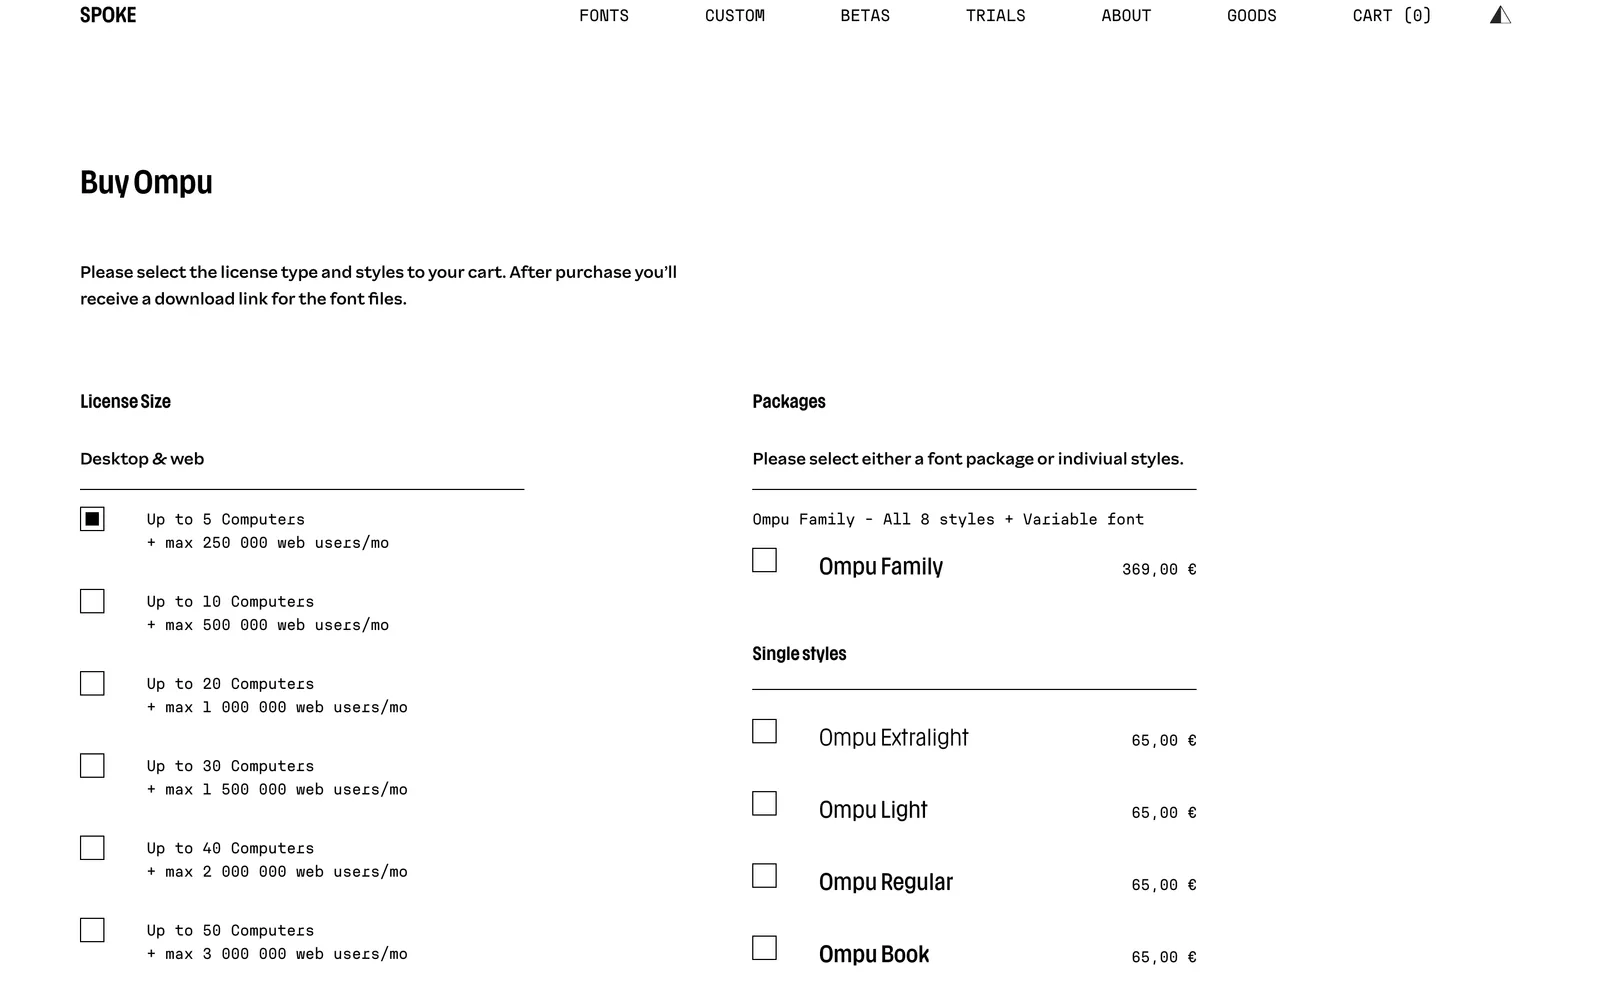 SPOKE
FONTS
CUSTOM
BETAS
TRIALS
ABOUT
GOODS
CART (0)
Buy Ompu
Please select the license type and styles to your cart. After purchase you’ll
receive a download link for the font files.
License Size
Desktop & web
Up to 5 Computers
+ max 250 000 web users/mo
Up to 10 Computers
+ max 500 000 web users/mo
Up to 20 Computers
+ max 1 000 000 web users/mo
Up to 30 Computers
+ max 1 500 000 web users/mo
Up to 40 Computers
+ max 2 000 000 web users/mo
Up to 50 Computers
+ max 3 000 000 web users/mo
Packages
Please select either a font package or indiviual styles.
Ompu Family - All 8 styles + Variable font
Ompu Family 369,00 €
Single styles
Ompu Extralight 65,00 €
Ompu Light 65,00 €
Ompu Regular 65,00 €
Ompu Book 65,00 €